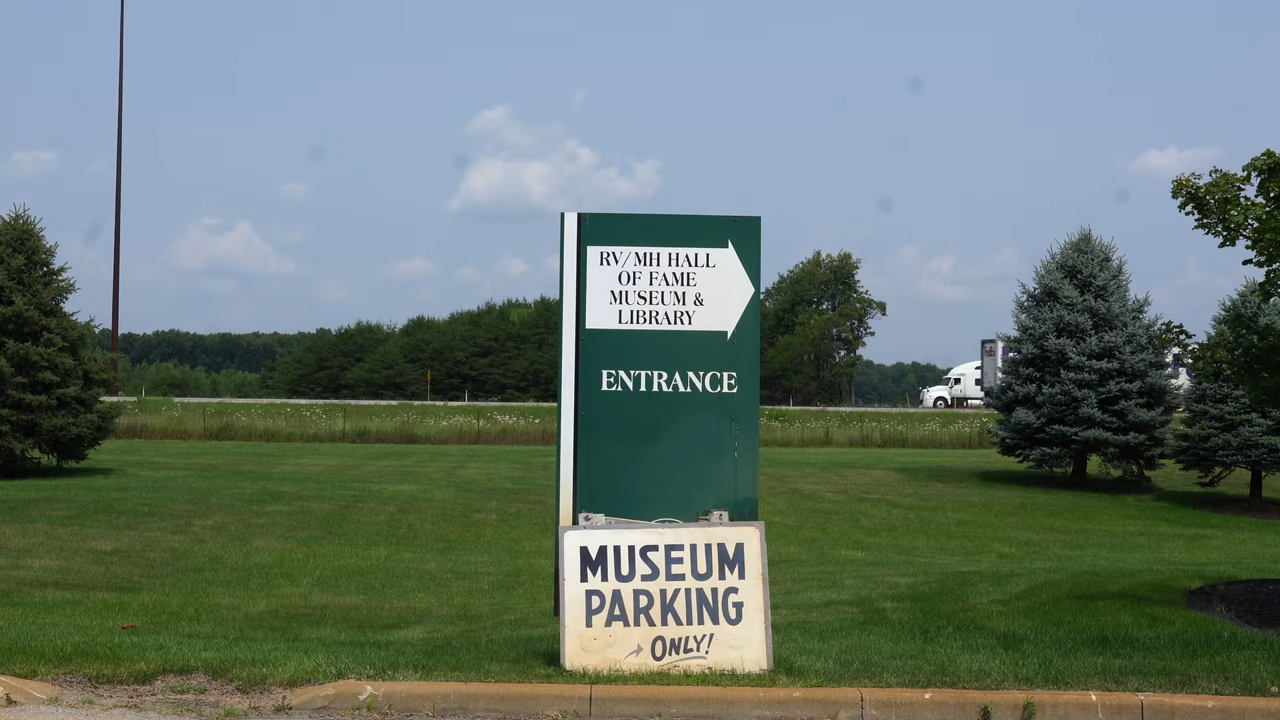 RV/MH HALL
OF FAME
MUSEUM &
LIBRARY
ENTRANCE
MUSEUM
PARKING
ONLY!